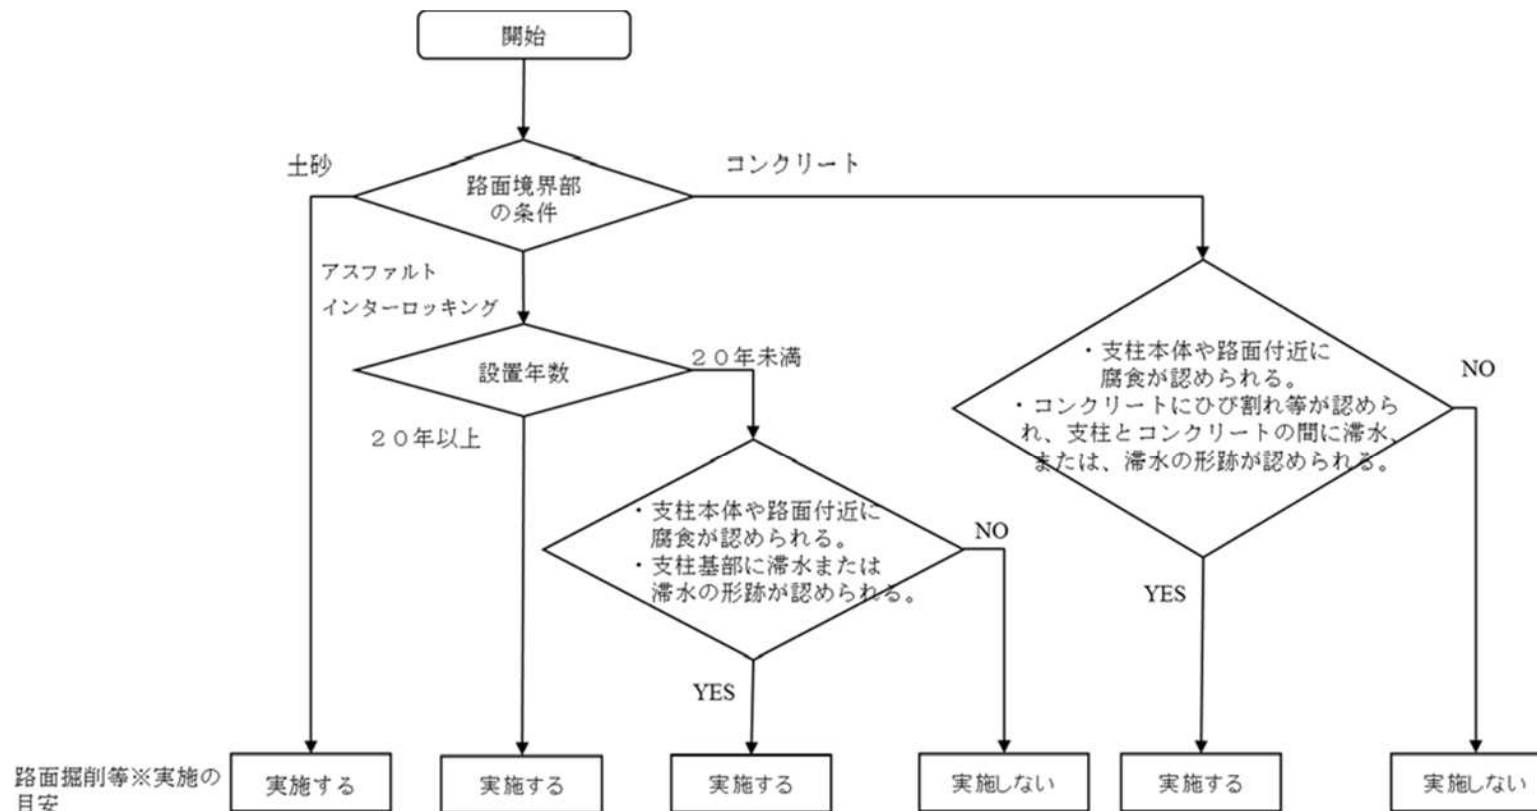 開始
土砂
コンクリート
路面境界部
の条件
アスファルト
インターロッキング
設置年数
20年未満
20年以上
・支柱本体や路面付近に
腐食が認められる。
・コンクリートにひび割れ等が認めら
れ、支柱とコンクリートの間に滞水、
または、滞水の形跡が認められる。
NO
・支柱本体や路面付近に
腐食が認められる。
・支柱基部に滞水または
滞水の形跡が認められる。
NO
YES
YES
路面掘削等※実施の
目安
実施する
実施する
実施する
実施しない
実施する
実施しない